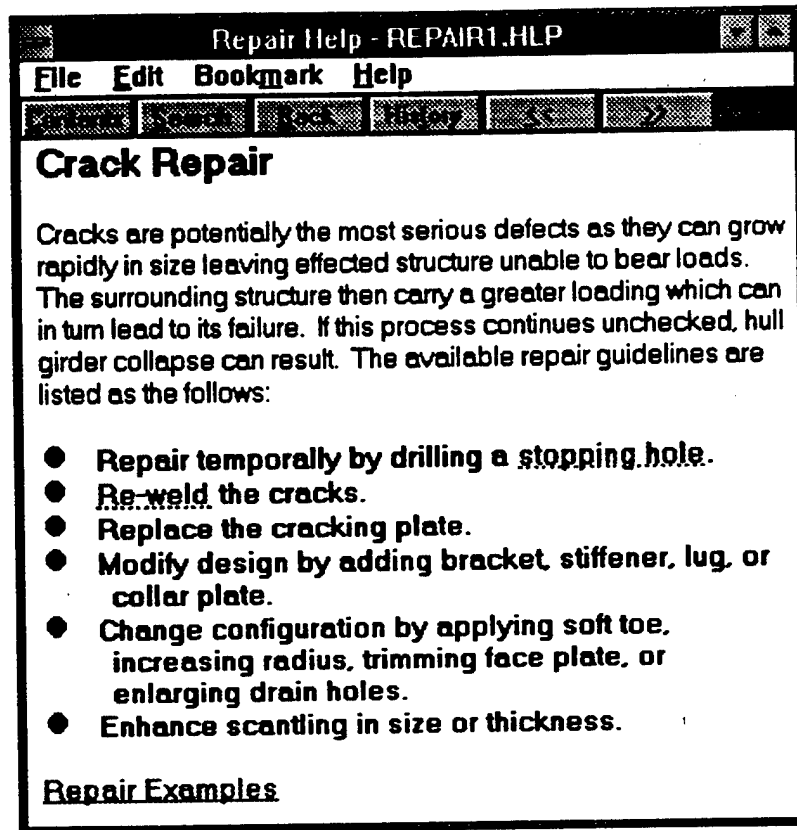 Repair Help - REPAIR1.HLP
File Edit Bookmark Help
Contents Search Back History << >>
Crack Repair
Cracks are potentially the most serious defects as they can grow
rapidly in size leaving effected structure unable to bear loads.
The surrounding structure then carry a greater loading which can
in turn lead to its failure. If this process continues unchecked, hull
girder collapse can result. The available repair guidelines are
listed as the follows:
● Repair temporally by drilling a stopping hole.
● Re-weld the cracks.
● Replace the cracking plate.
● Modify design by adding bracket, stiffener, lug, or
collar plate.
● Change configuration by applying soft toe,
increasing radius, trimming face plate, or
enlarging drain holes.
● Enhance scantling in size or thickness.
Repair Examples